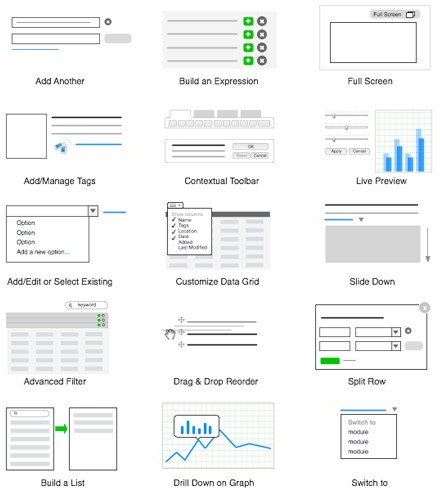 Full Screen
Add Another
Build an Expression
Full Screen
OK
Reset Cancel
Apply Cancel
Add/Manage Tags
Contextual Toolbar
Live Preview
Option
Option
Option
Add a new option...
Show columns
Name
Tags
Location
Date
Added
Last Modified
Add/Edit or Select Existing
Customize Data Grid
Slide Down
keyword
Advanced Filter
Drag & Drop Reorder
Split Row
Switch to
module
module
module
Build a List
Drill Down on Graph
Switch to